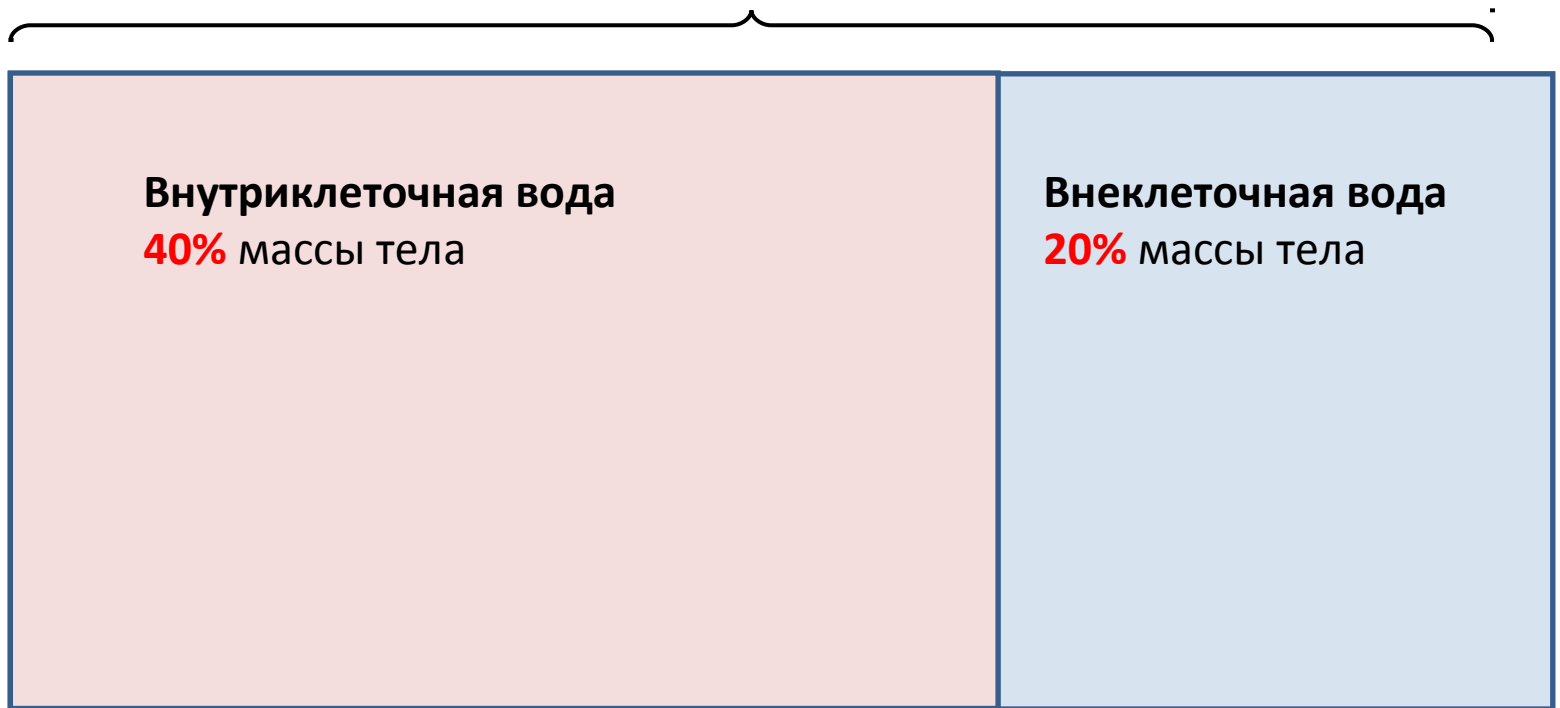 Внутриклеточная вода
40% массы тела
Внеклеточная вода
20% массы тела